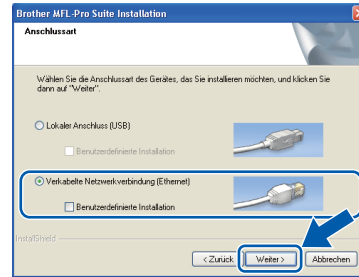 Brother MFL-Pro Suite Installation
Anschlussart
Wählen Sie die Anschlussart des Gerätes, das Sie installieren möchten, und klicken Sie
dann auf "Weiter".
Lokaler Anschluss (USB)
Benutzerdefinierte Installation
Verkabelte Netzwerkverbindung (Ethernet)
Benutzerdefinierte Installation
InstallShield
< Zurück Weiter > Abbrechen